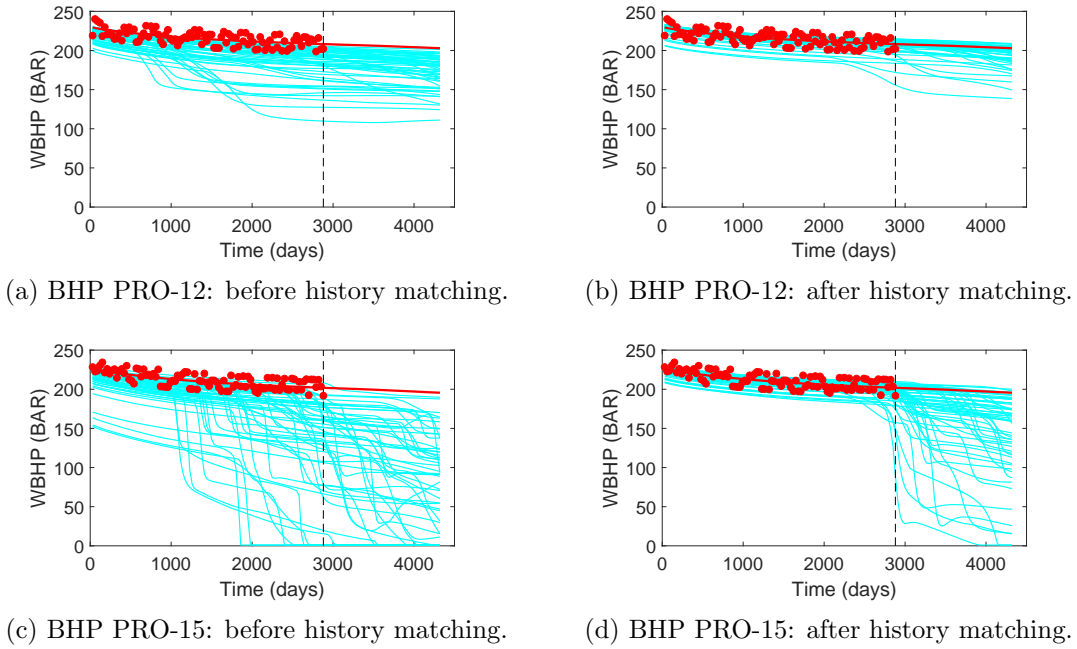 250
200
150
100
50
0
WBHP (BAR)
0 1000 2000 3000 4000
Time (days)
(a) BHP PRO-12: before history matching.
250
200
150
100
50
0
WBHP (BAR)
0 1000 2000 3000 4000
Time (days)
(b) BHP PRO-12: after history matching.
250
200
150
100
50
0
WBHP (BAR)
0 1000 2000 3000 4000
Time (days)
(c) BHP PRO-15: before history matching.
250
200
150
100
50
0
WBHP (BAR)
0 1000 2000 3000 4000
Time (days)
(d) BHP PRO-15: after history matching.